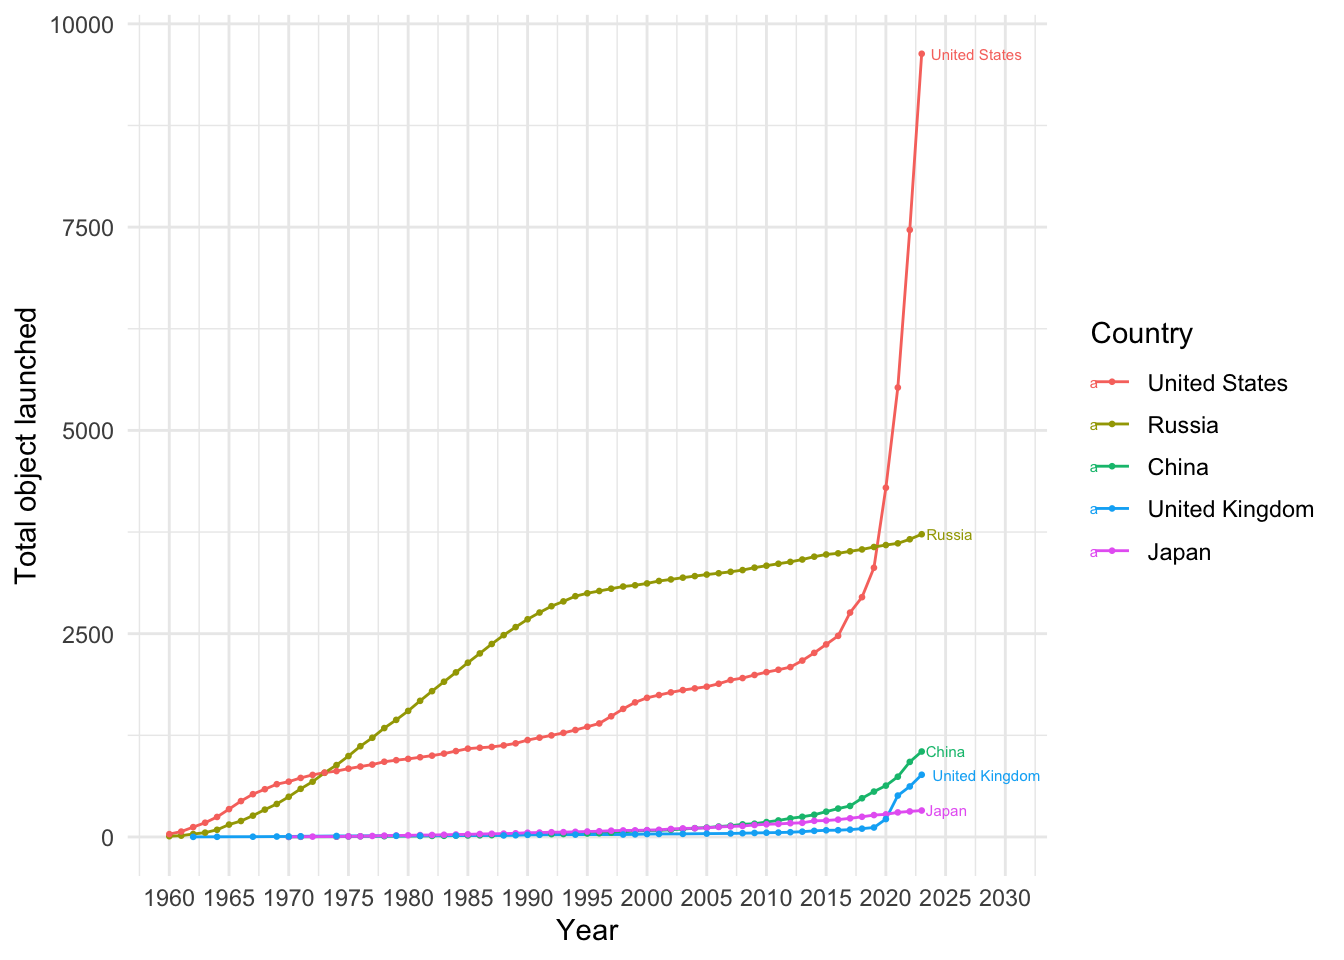 10000
7500
5000
2500
0
Total object launched
United States
Russia
China
United Kingdom
Japan
1960 1965 1970 1975 1980 1985 1990 1995 2000 2005 2010 2015 2020 2025 2030
Year
Country
a United States
a Russia
a China
a United Kingdom
a Japan